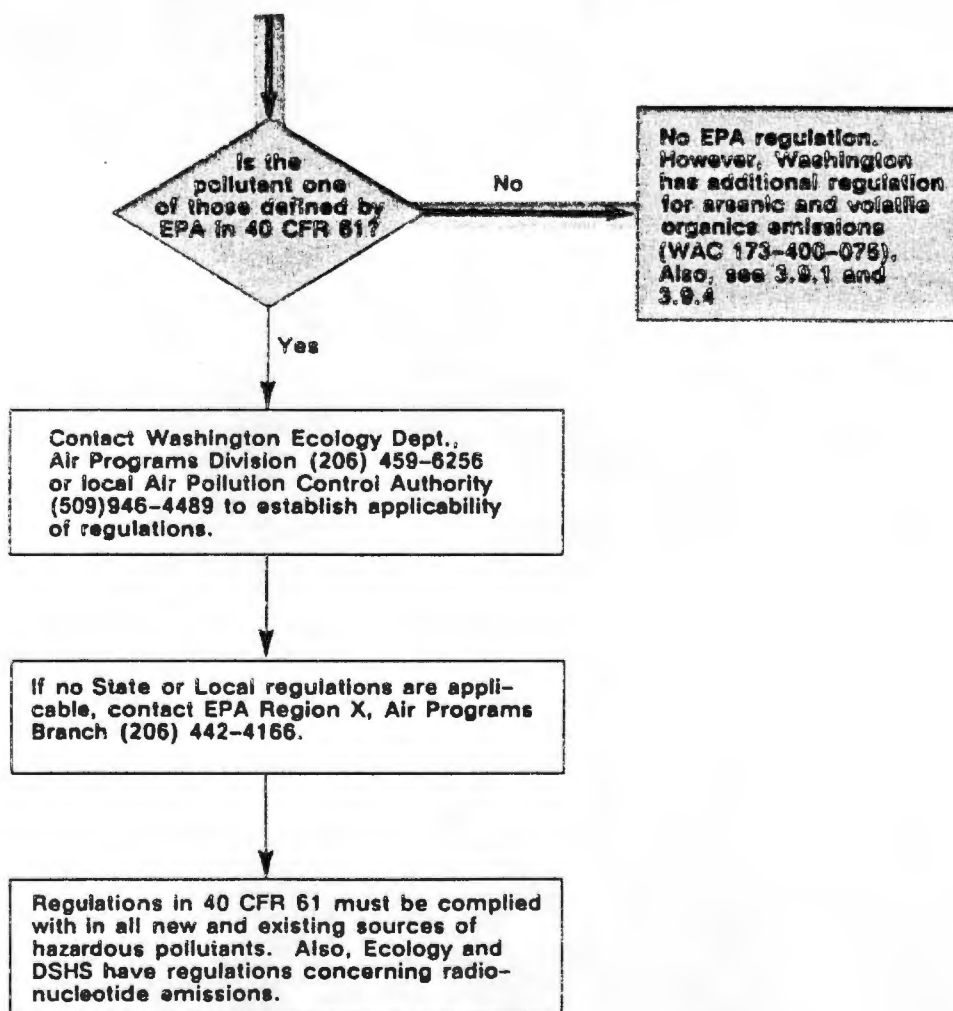 Is the
pollutant one
of those defined by
EPA in 40 CFR 61?
No
No EPA regulation.
However, Washington
has additional regulation
for arsenic and volatile
organics emissions
(WAC 173-400-075).
Also, see 3.9.1 and
3.9.4
Yes
Contact Washington Ecology Dept.,
Air Programs Division (206) 459-6256
or local Air Pollution Control Authority
(509)946-4489 to establish applicability
of regulations.
If no State or Local regulations are appli-
cable, contact EPA Region X, Air Programs
Branch (206) 442-4166.
Regulations in 40 CFR 61 must be complied
with in all new and existing sources of
hazardous pollutants. Also, Ecology and
DSHS have regulations concerning radio-
nucleotide emissions.